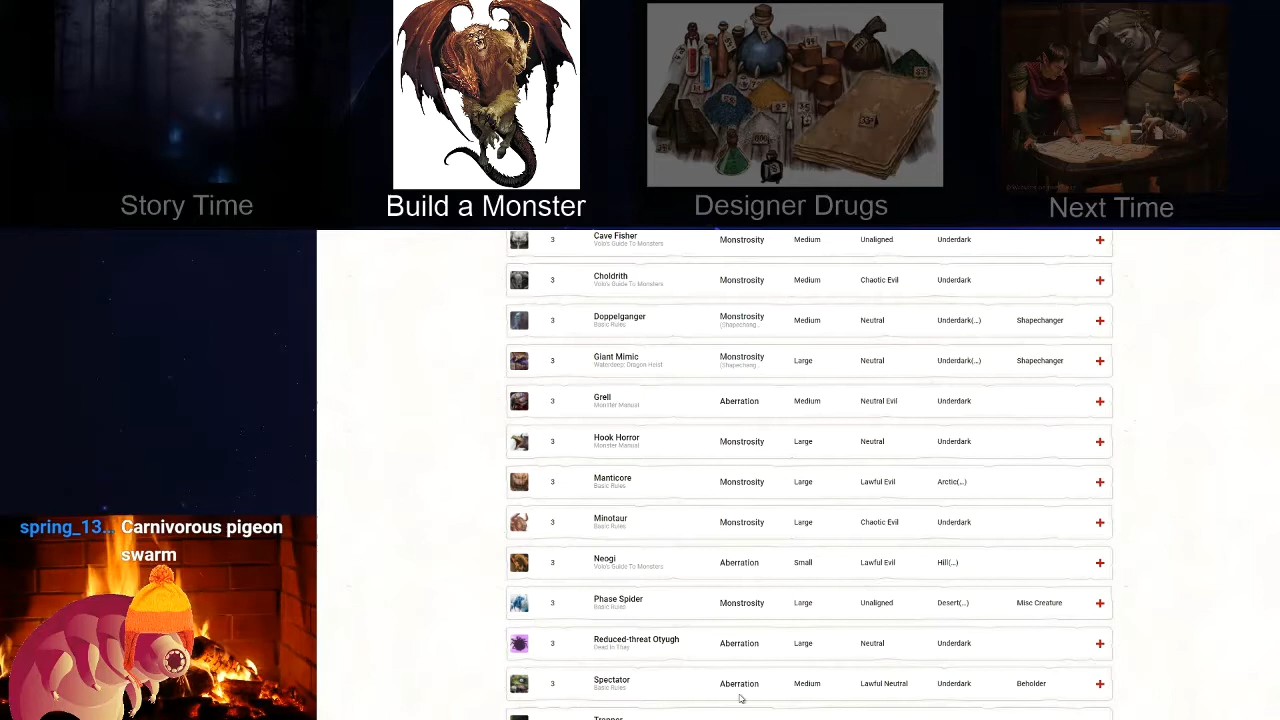 Story Time
Build a Monster
Designer Drugs
Next Time
Cave Fisher
3 Monstrosity Medium Unaligned Underdark
Volo's Guide To Monsters
Choldrith
3 Monstrosity Medium Chaotic Evil Underdark
Volo's Guide To Monsters
Doppelganger Monstrosity
3 Medium Neutral Underdark(...) Shapechanger
Basic Rules (Shapechang...
Giant Mimic Monstrosity
3 Large Neutral Underdark(...) Shapechanger
Waterdeep: Dragon Heist (Shapechang...
Grell
3 Aberration Medium Neutral Evil Underdark
Monster Manual
Hook Horror
3 Monstrosity Large Neutral Underdark
Monster Manual
Manticore
3 Monstrosity Large Lawful Evil Arctic(...)
Basic Rules
Minotaur
3 Monstrosity Large Chaotic Evil Underdark
Basic Rules
Neogi
3 Aberration Small Lawful Evil Hill(...)
Volo's Guide To Monsters
Phase Spider
3 Monstrosity Large Unaligned Desert(...) Misc Creature
Basic Rules
Reduced-threat Otyugh
3 Aberration Large Neutral Underdark
Spectator
3 Aberration Medium Lawful Neutral Underdark Beholder
Basic Rules
spring_13... Carnivorous pigeon
swarm